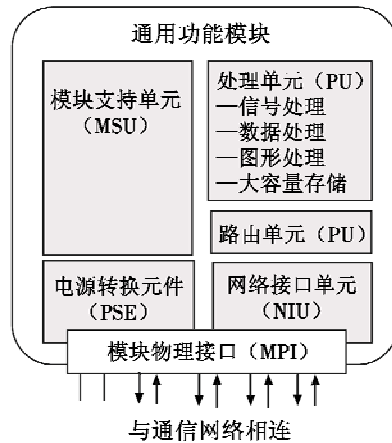 通用功能模块
模块支持单元
（MSU）
处理单元（PU）
—信号处理
—数据处理
—图形处理
—大容量存储
路由单元（PU）
电源转换元件
（PSE）
网络接口单元
（NIU）
模块物理接口（MPI）
与通信网络相连